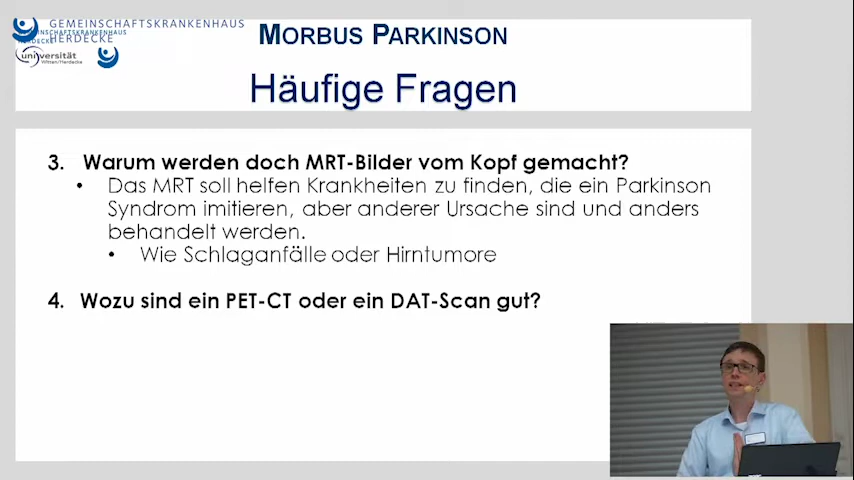 GEMEINSCHAFTSKRANKENHAUS
HERDECKE
GEMEINSCHAFTSKRANKENHAUS
HERDECKE
universität
Witten/Herdecke
MORBUS PARKINSON
Häufige Fragen
3. Warum werden doch MRT-Bilder vom Kopf gemacht?
• Das MRT soll helfen Krankheiten zu finden, die ein Parkinson
Syndrom imitieren, aber anderer Ursache sind und anders
behandelt werden.
• Wie Schlaganfälle oder Hirntumore
4. Wozu sind ein PET-CT oder ein DAT-Scan gut?